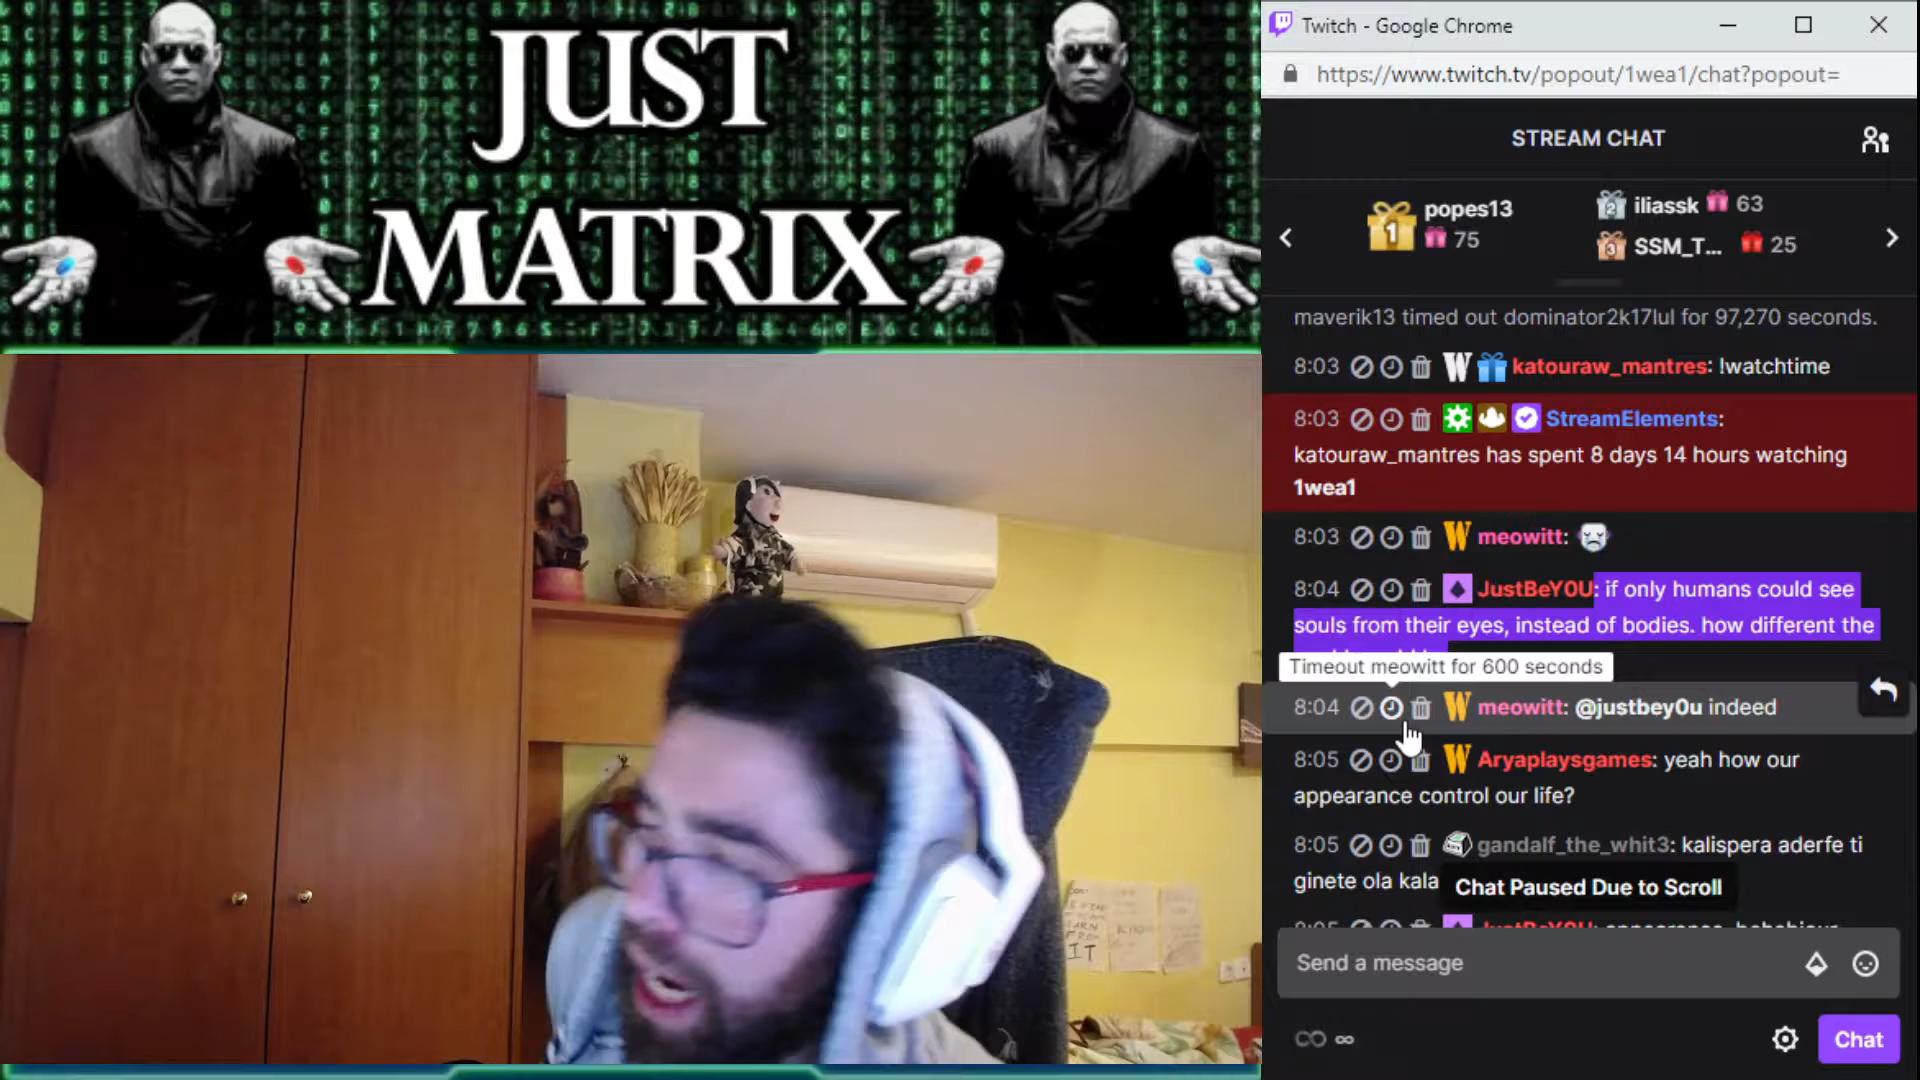 JUST
MATRIX
Twitch - Google Chrome
https://www.twitch.tv/popout/1wea1/chat?popout=
STREAM CHAT
1 popes13
75
2 iliassk 63
3 SSM_T... 25
maverik13 timed out dominator2k17lul for 97,270 seconds.
8:03 katouraw_mantres: !watchtime
8:03 StreamElements:
katouraw_mantres has spent 8 days 14 hours watching
1wea1
8:03 meowitt:
8:04 JustBeY0U: if only humans could see
souls from their eyes, instead of bodies. how different the
Timeout meowitt for 600 seconds
8:04 meowitt: @justbey0u indeed
8:05 Aryaplaysgames: yeah how our
appearance control our life?
8:05 gandalf_the_whit3: kalispera aderfe ti
ginete ola kala
Chat Paused Due to Scroll
Send a message
Chat
IT